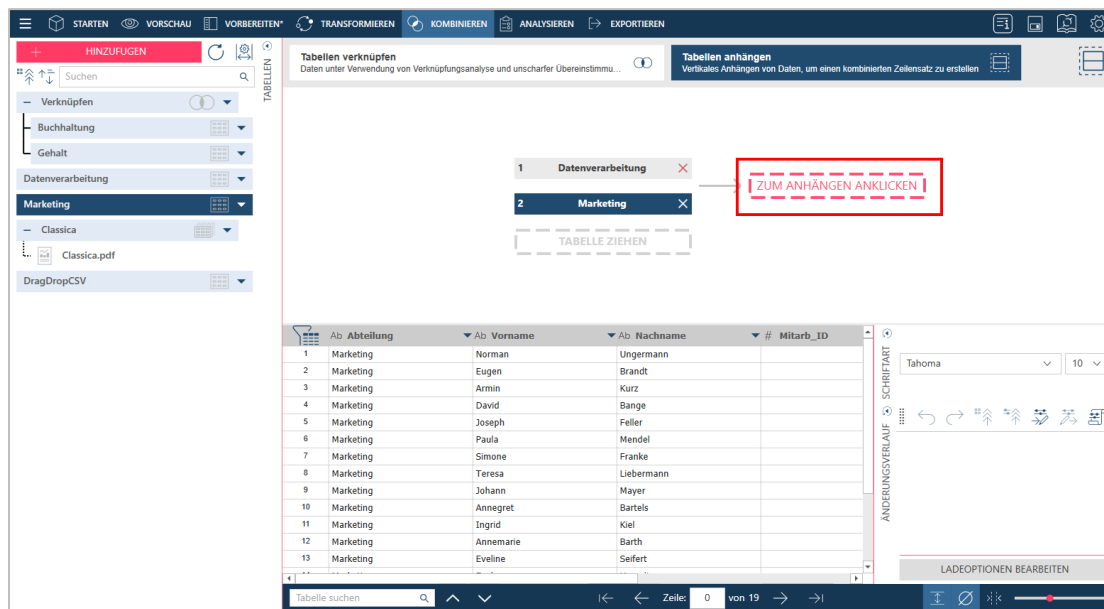 STARTEN VORSCHAU VORBEREITEN* TRANSFORMIEREN KOMBINIEREN ANALYSIEREN EXPORTIEREN
+ HINZUFÜGEN
Suchen
TABELLEN
Verknüpfen
Buchhaltung
Gehalt
Datenverarbeitung
Marketing
Classica
Classica.pdf
DragDropCSV
Tabellen verknüpfen
Daten unter Verwendung von Verknüpfungsanalyse und unscharfer Übereinstimmu...
Tabellen anhängen
Vertikales Anhängen von Daten, um einen kombinierten Zeilensatz zu erstellen
1 Datenverarbeitung
2 Marketing
TABELLE ZIEHEN
ZUM ANHÄNGEN ANKLICKEN
Ab Abteilung Ab Vorname Ab Nachname # Mitarb_ID
1 Marketing Norman Ungermann
2 Marketing Eugen Brandt
3 Marketing Armin Kurz
4 Marketing David Bange
5 Marketing Joseph Feller
6 Marketing Paula Mendel
7 Marketing Simone Franke
8 Marketing Teresa Liebermann
9 Marketing Johann Mayer
10 Marketing Annegret Bartels
11 Marketing Ingrid Kiel
12 Marketing Annemarie Barth
13 Marketing Eveline Seifert
SCHRIFTART
Tahoma 10
ÄNDERUNGSVERLAUF
LADEOPTIONEN BEARBEITEN
Tabelle suchen Zeile: 0 von 19